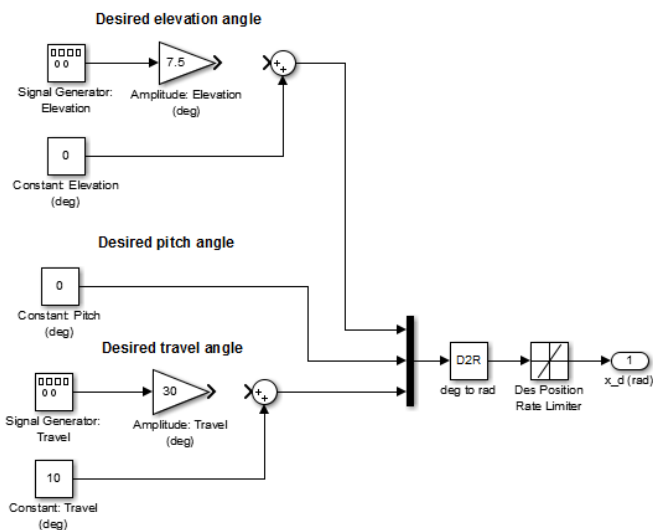 Desired elevation angle
7.5
+
+
Signal Generator:
Elevation
Amplitude: Elevation
(deg)
0
Constant: Elevation
(deg)
Desired pitch angle
0
Constant: Pitch
(deg)
Desired travel angle
D2R
1
deg to rad
Des Position
Rate Limiter
x_d (rad)
30
+
+
Signal Generator:
Travel
Amplitude: Travel
(deg)
10
Constant: Travel
(deg)